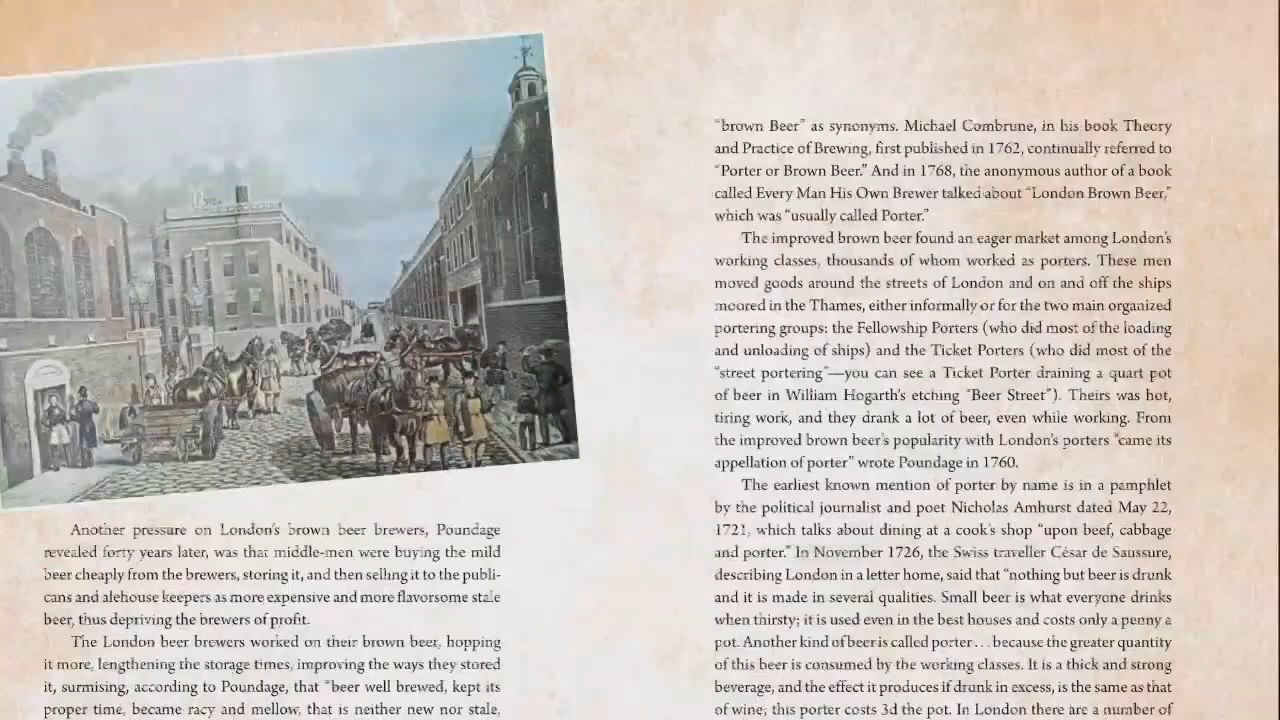 Another pressure on London's brown beer brewers, Poundage
revealed forty years later, was that middle-men were buying the mild
beer cheaply from the brewers, storing it, and then selling it to the publi-
cans and alehouse keepers as more expensive and more flavorsome stale
beer, thus depriving the brewers of profit.
The London beer brewers worked on their brown beer, hopping
it more, lengthening the storage times, improving the ways they stored
it, surmising, according to Poundage, that “beer well brewed, kept its
proper time, became racy and mellow, that is neither new nor stale,
“brown Beer” as synonyms. Michael Combrune, in his book Theory
and Practice of Brewing, first published in 1762, continually referred to
“Porter or Brown Beer.” And in 1768, the anonymous author of a book
called Every Man His Own Brewer talked about “London Brown Beer,”
which was “usually called Porter.”
The improved brown beer found an eager market among London's
working classes, thousands of whom worked as porters. These men
moved goods around the streets of London and on and off the ships
moored in the Thames, either informally or for the two main organized
portering groups: the Fellowship Porters (who did most of the loading
and unloading of ships) and the Ticket Porters (who did most of the
“street portering”—you can see a Ticket Porter draining a quart pot
of beer in William Hogarth's etching “Beer Street”). Theirs was hot,
tiring work, and they drank a lot of beer, even while working. From
the improved brown beer's popularity with London's porters “came its
appellation of porter” wrote Poundage in 1760.
The earliest known mention of porter by name is in a pamphlet
by the political journalist and poet Nicholas Amhurst dated May 22,
1721, which talks about dining at a cook's shop “upon beef, cabbage
and porter.” In November 1726, the Swiss traveller César de Saussure,
describing London in a letter home, said that “nothing but beer is drunk
and it is made in several qualities. Small beer is what everyone drinks
when thirsty; it is used even in the best houses and costs only a penny a
pot. Another kind of beer is called porter . . . because the greater quantity
of this beer is consumed by the working classes. It is a thick and strong
beverage, and the effect it produces if drunk in excess, is the same as that
of wine; this porter costs 3d the pot. In London there are a number of